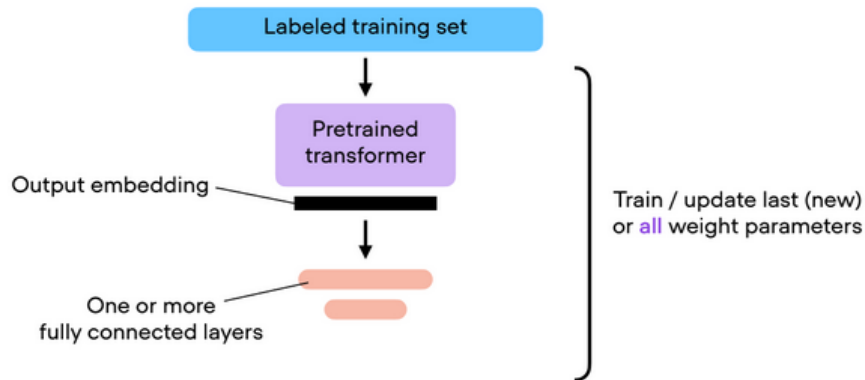 Labeled training set
Pretrained
transformer
Output embedding
Train / update last (new)
or all weight parameters
One or more
fully connected layers